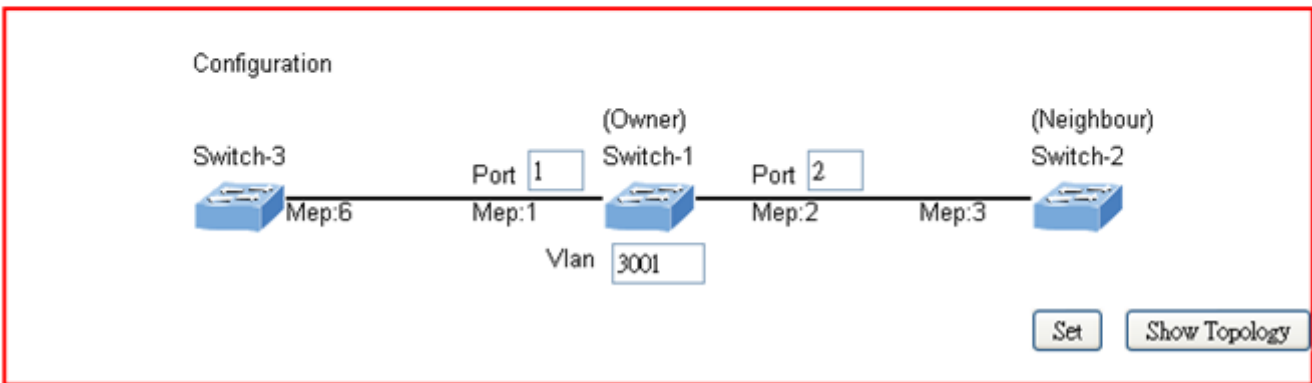 Configuration
(Owner) (Neighbour)
Switch-3 Port 1 Switch-1 Port 2 Switch-2
Mep:6 Mep:1 Mep:2 Mep:3
Vlan 3001
Set Show Topology